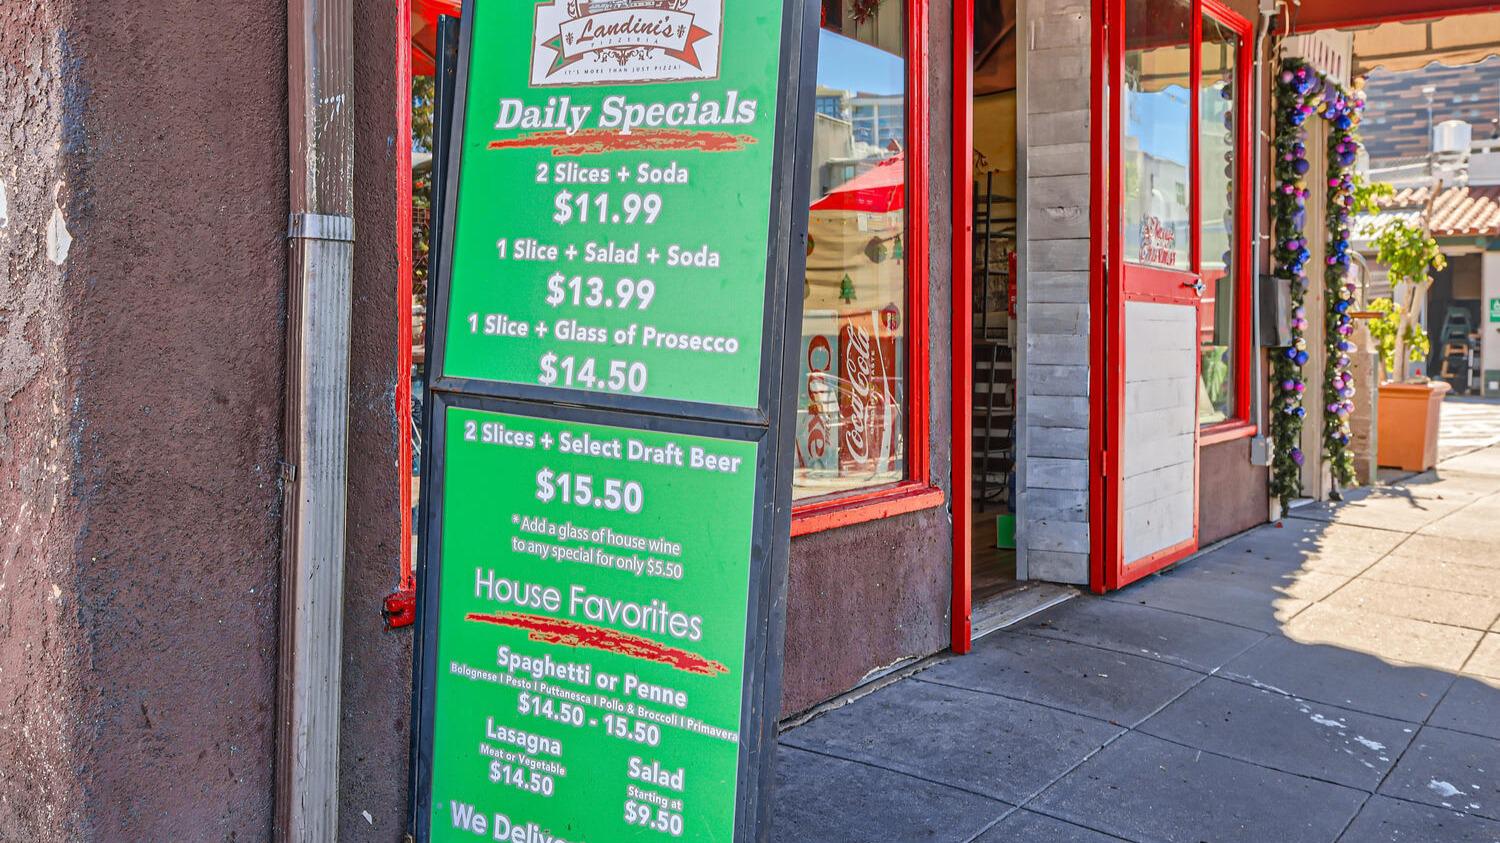 Landini's
PIZZERIA
IT'S MORE THAN JUST PIZZA!
Daily Specials
2 Slices + Soda
$11.99
1 Slice + Salad + Soda
$13.99
1 Slice + Glass of Prosecco
$14.50
2 Slices + Select Draft Beer
$15.50
* Add a glass of house wine
to any special for only $5.50
House Favorites
Spaghetti or Penne
Bolognese | Pesto | Puttanesca | Pollo & Broccoli | Primavera
$14.50 - 15.50
Lasagna
Meat or Vegetable
$14.50
Salad
Starting at
$9.50
We Delive
Coke
Coca-Cola